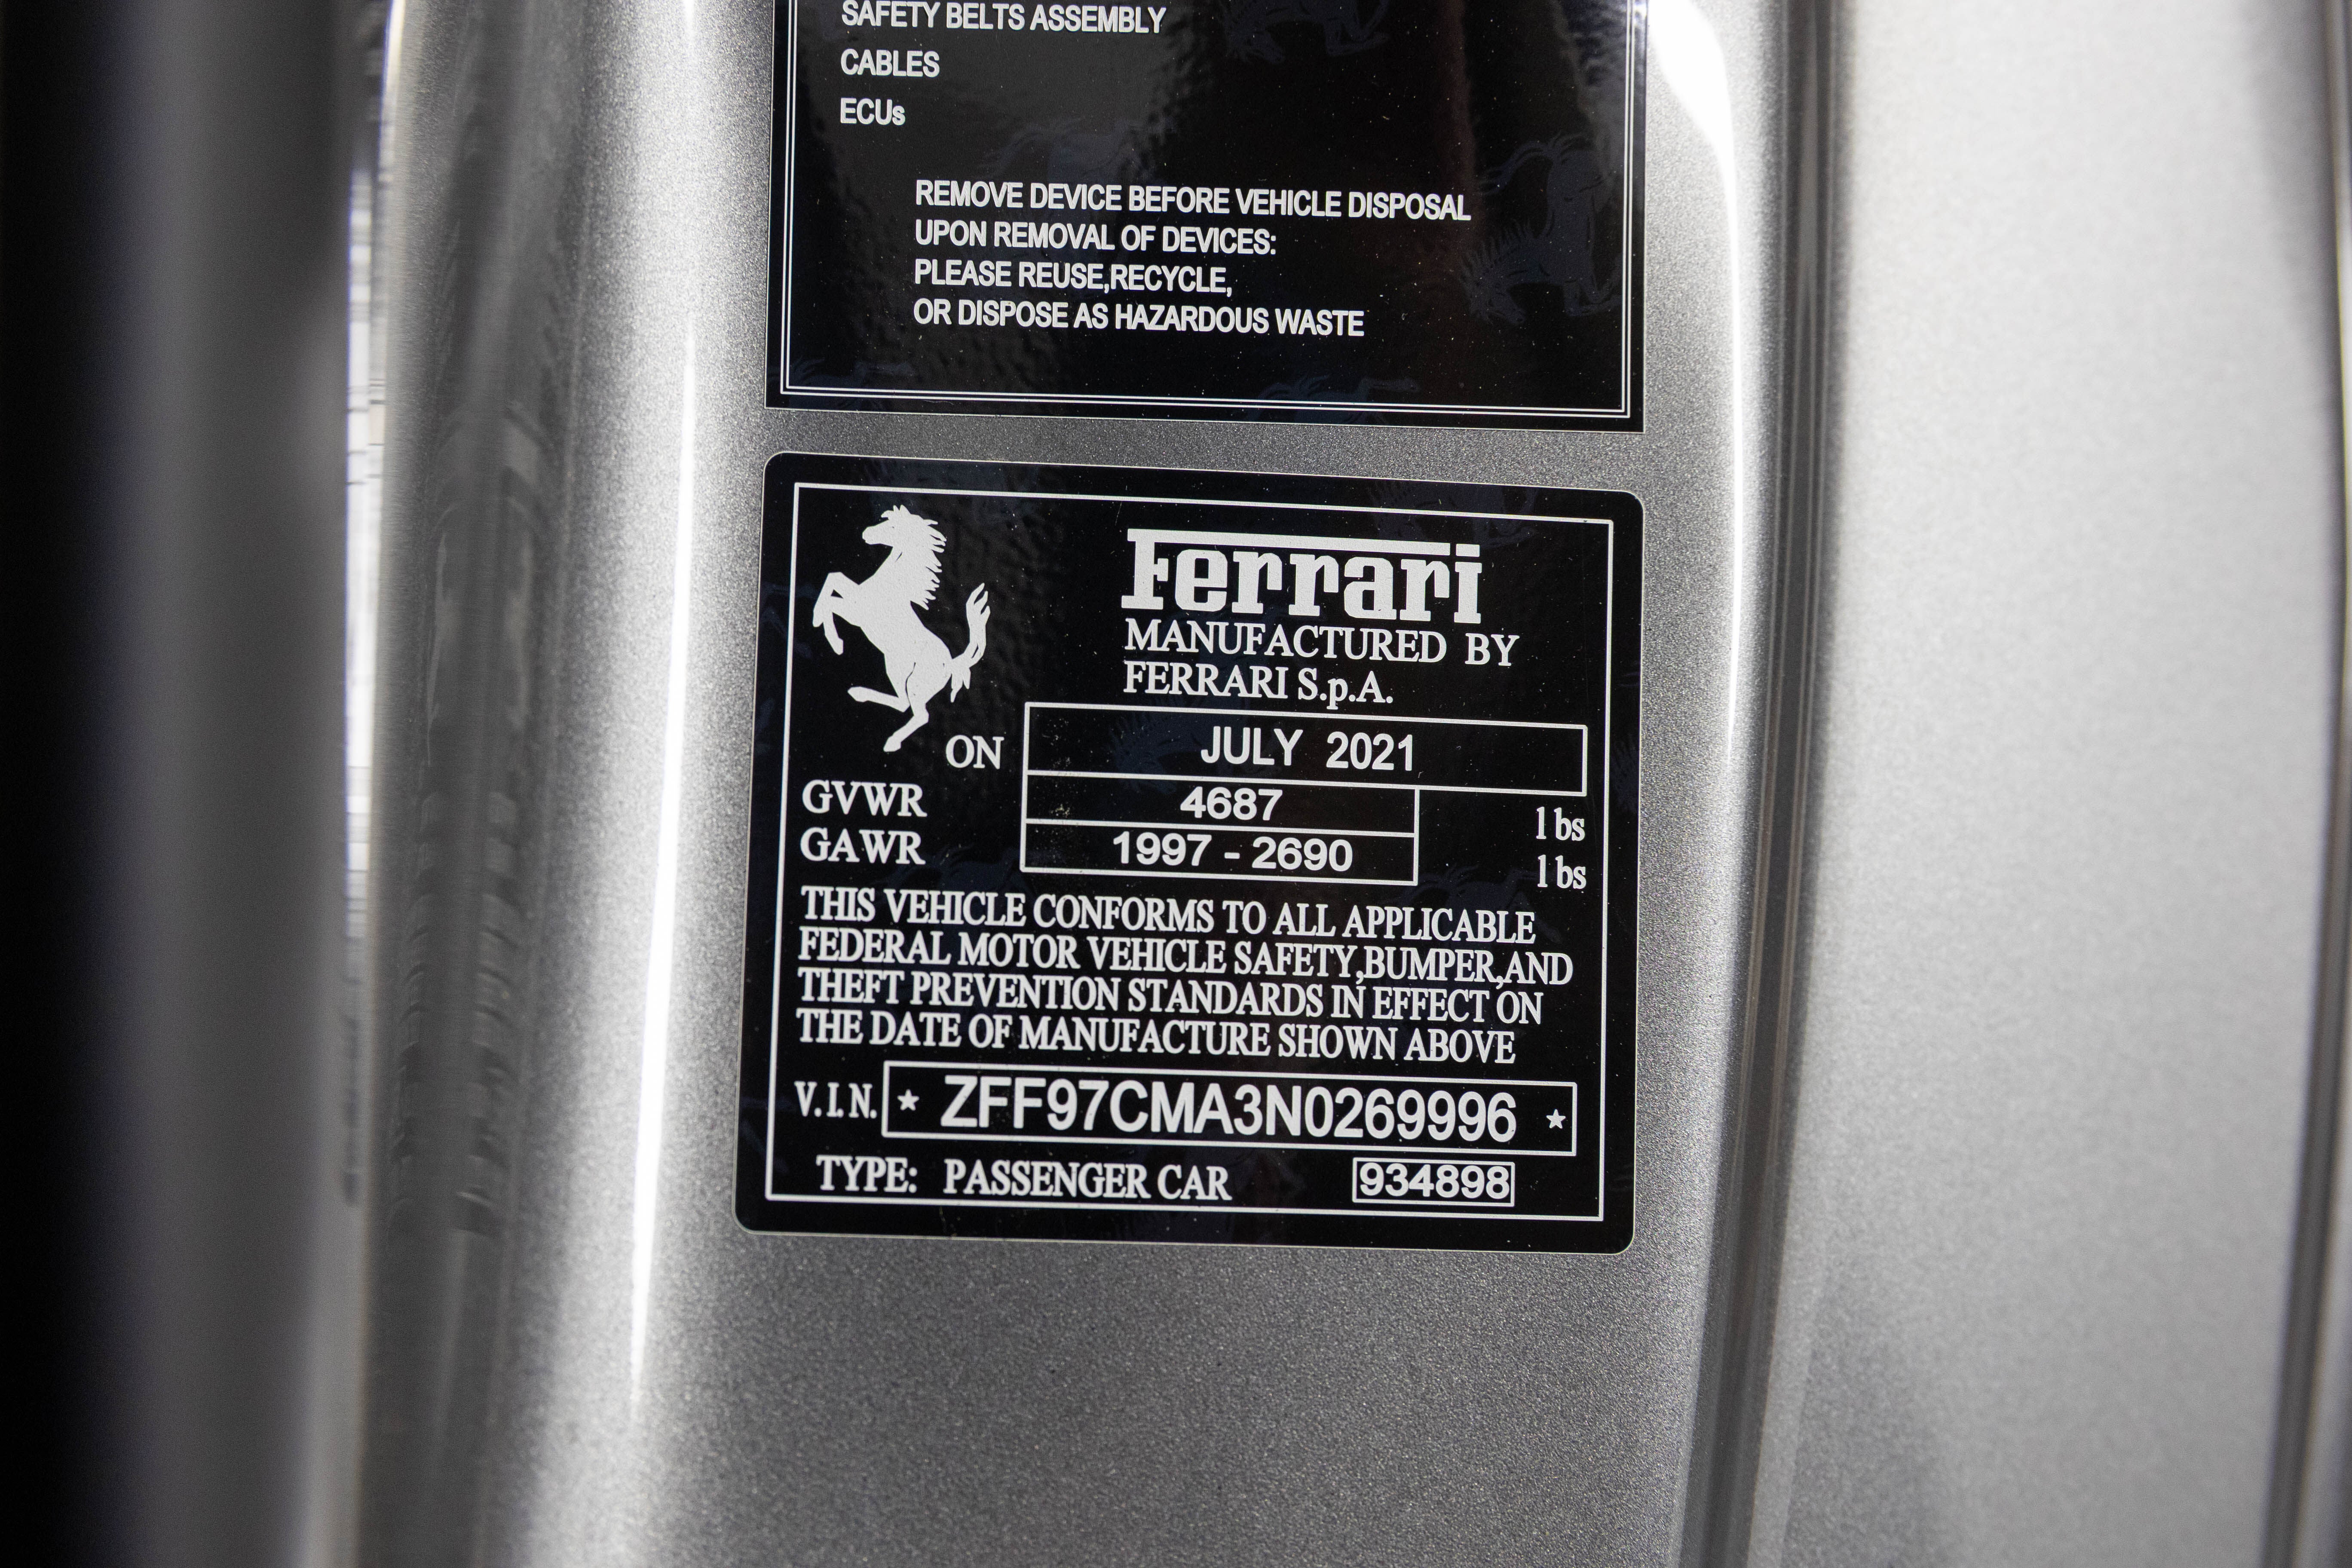 SAFETY BELTS ASSEMBLY
CABLES
ECUs
REMOVE DEVICE BEFORE VEHICLE DISPOSAL
UPON REMOVAL OF DEVICES:
PLEASE REUSE,RECYCLE,
OR DISPOSE AS HAZARDOUS WASTE
Ferrari
MANUFACTURED BY
FERRARI S.p.A.
ON JULY 2021
GVWR 4687 lbs
GAWR 1997 - 2690 lbs
THIS VEHICLE CONFORMS TO ALL APPLICABLE
FEDERAL MOTOR VEHICLE SAFETY,BUMPER,AND
THEFT PREVENTION STANDARDS IN EFFECT ON
THE DATE OF MANUFACTURE SHOWN ABOVE
V.I.N. ★ ZFF97CMA3N0269996 ★
TYPE: PASSENGER CAR 934898